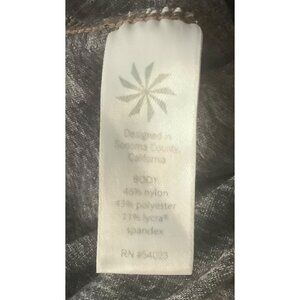 Designed in
Sonoma County,
California
BODY
46% nylon
43% polyester
11% lycra®
spandex
RN #54023